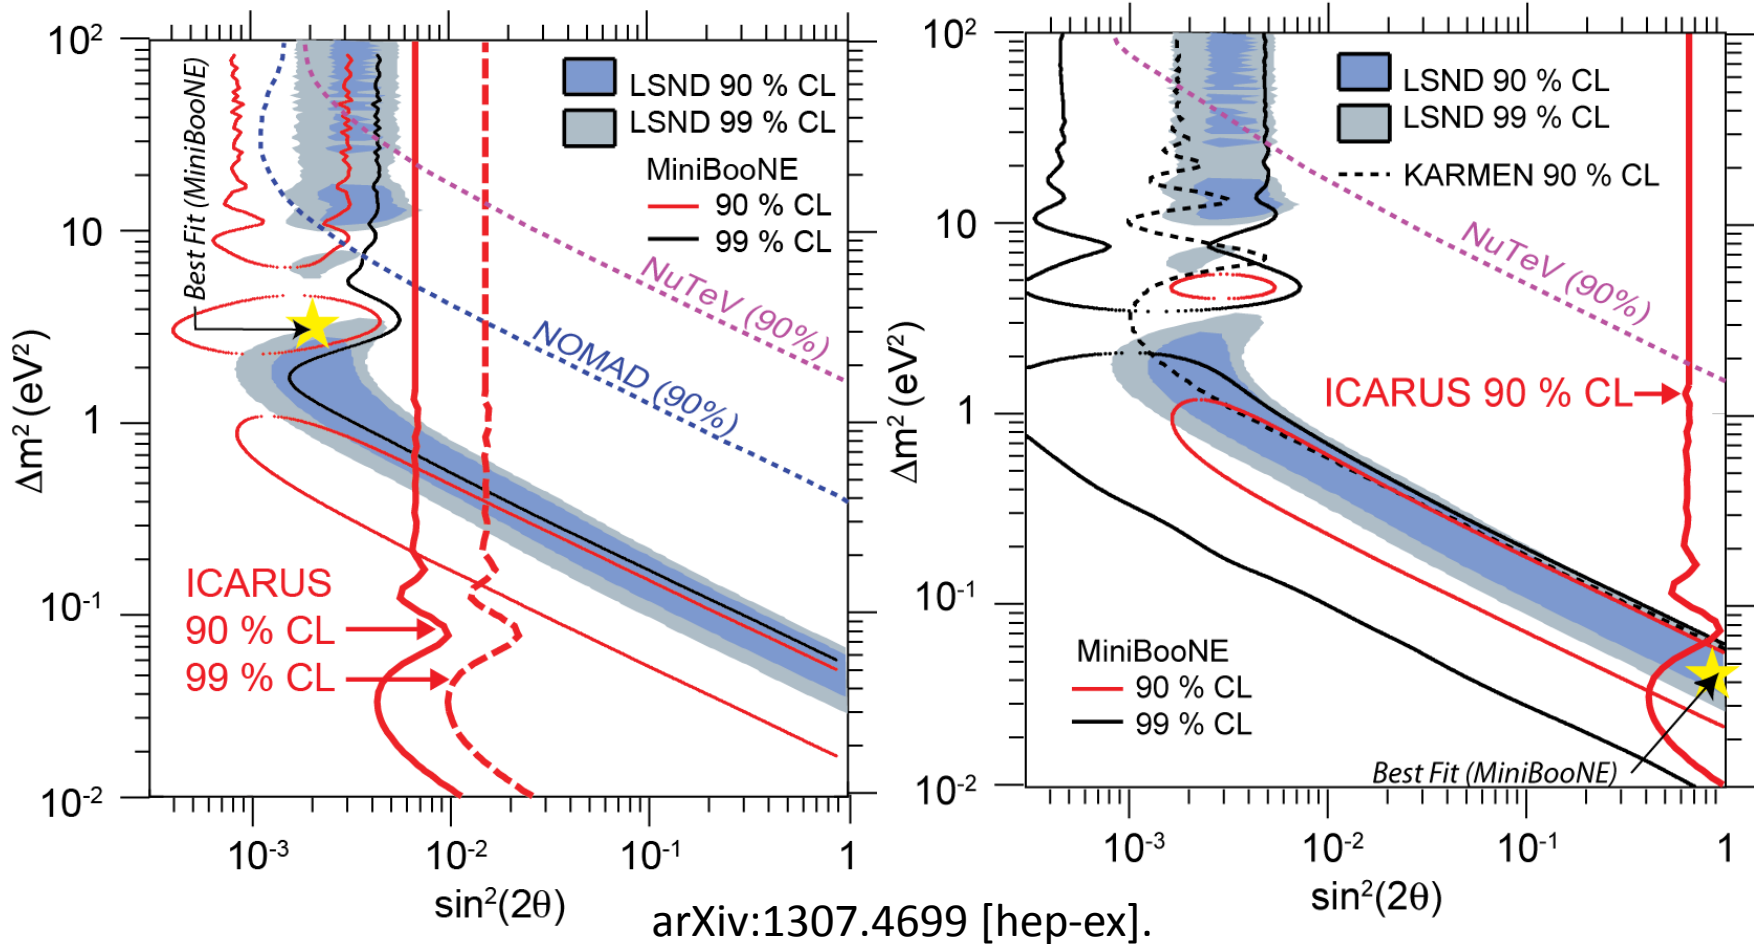 10²
10
1
10⁻¹
10⁻²
Δm² (eV²)
10⁻³
10⁻²
10⁻¹
1
sin²(2θ)
Best Fit (MiniBooNE)
LSND 90 % CL
LSND 99 % CL
MiniBooNE
90 % CL
99 % CL
NuTeV (90%)
NOMAD (90%)
ICARUS
90 % CL
99 % CL
10²
10
1
10⁻¹
10⁻²
Δm² (eV²)
10⁻³
10⁻²
10⁻¹
1
sin²(2θ)
LSND 90 % CL
LSND 99 % CL
KARMEN 90 % CL
NuTeV (90%)
ICARUS 90 % CL
MiniBooNE
90 % CL
99 % CL
Best Fit (MiniBooNE)
arXiv:1307.4699 [hep-ex].